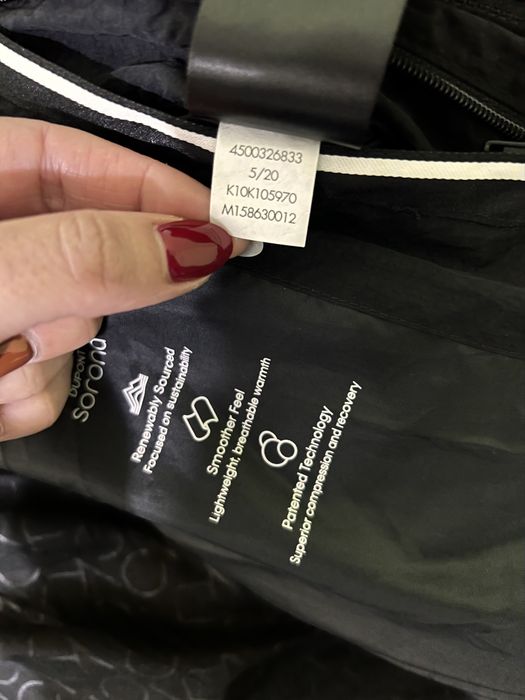 4500326833
5/20
K10K105970
M158630012
DUPONT
sorona
Renewably Sourced
Focused on sustainability
Smoother Feel
Lightweight, breathable warmth
Patented Technology
Superior compression and recovery